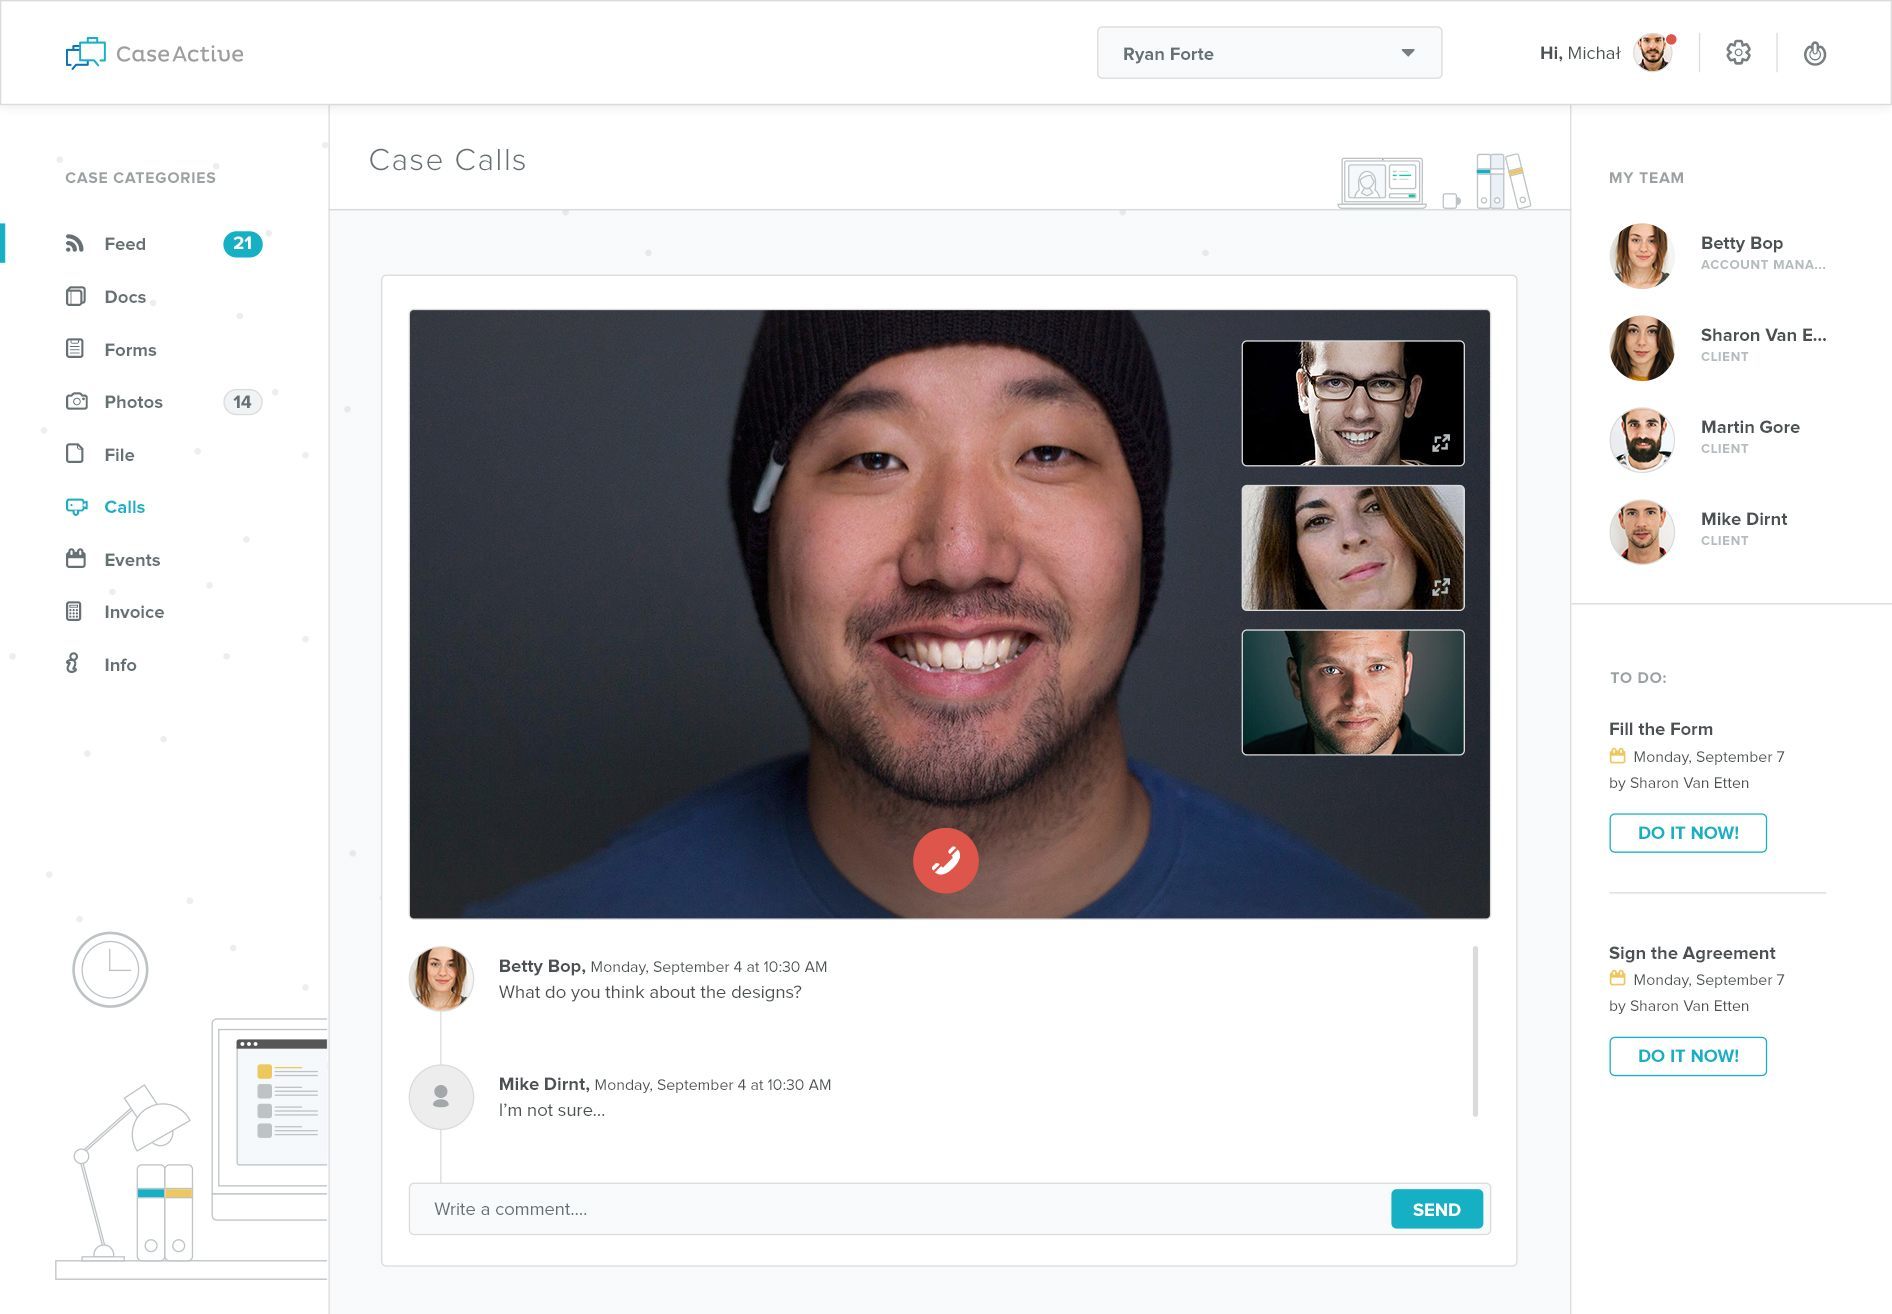 CaseActive
Ryan Forte
Hi, Michał
CASE CATEGORIES
Feed 21
Docs
Forms
Photos 14
File
Calls
Events
Invoice
Info
Case Calls
Betty Bop, Monday, September 4 at 10:30 AM
What do you think about the designs?
Mike Dirnt, Monday, September 4 at 10:30 AM
I'm not sure...
Write a comment....
SEND
MY TEAM
Betty Bop
ACCOUNT MANA...
Sharon Van E...
CLIENT
Martin Gore
CLIENT
Mike Dirnt
CLIENT
TO DO:
Fill the Form
Monday, September 7
by Sharon Van Etten
DO IT NOW!
Sign the Agreement
Monday, September 7
by Sharon Van Etten
DO IT NOW!